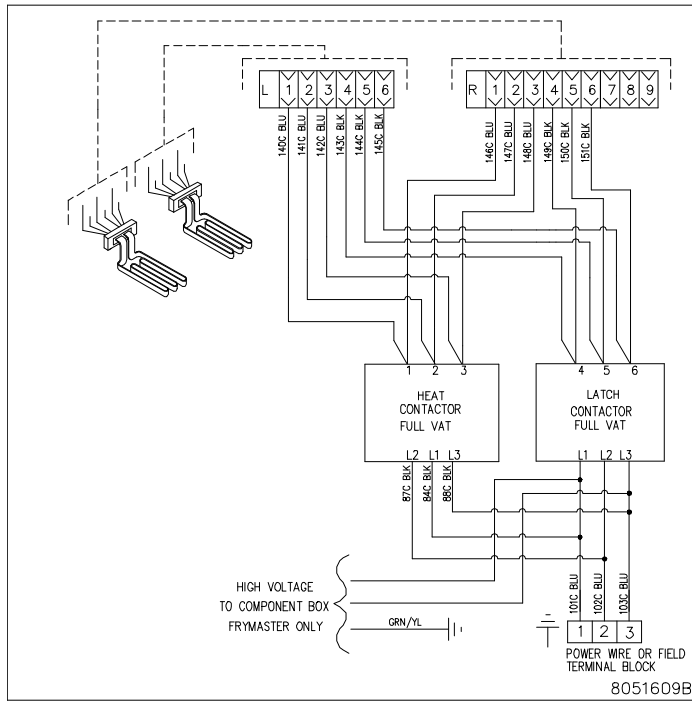 L 1 2 3 4 5 6
R 1 2 3 4 5 6 7 8 9
140C BLU
141C BLU
142C BLU
143C BLK
144C BLK
145C BLK
146C BLU
147C BLU
148C BLU
149C BLK
150C BLK
151C BLK
1 2 3
HEAT
CONTACTOR
FULL VAT
L2 L1 L3
4 5 6
LATCH
CONTACTOR
FULL VAT
L1 L2 L3
87C BLK
84C BLK
88C BLK
HIGH VOLTAGE
TO COMPONENT BOX
FRYMASTER ONLY
GRN/YL
101C BLU
102C BLU
103C BLU
1 2 3
POWER WIRE OR FIELD
TERMINAL BLOCK
8051609B